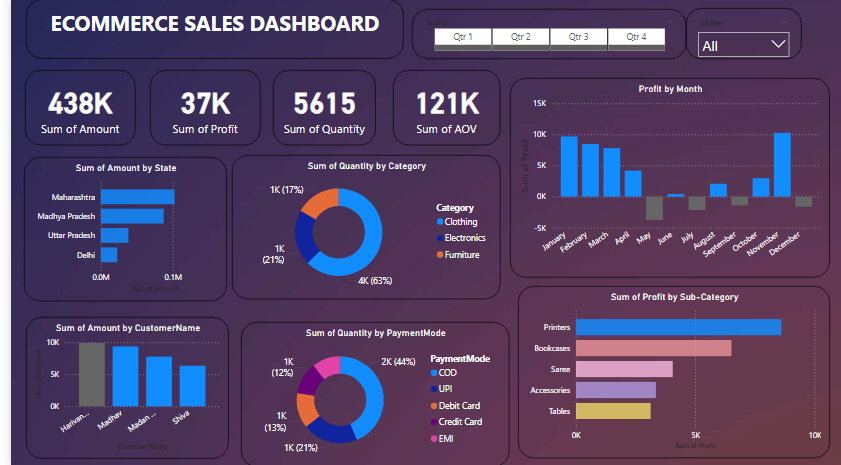 ECOMMERCE SALES DASHBOARD
Quarter
Qtr 1
Qtr 2
Qtr 3
Qtr 4
State
All
438K
Sum of Amount
37K
Sum of Profit
5615
Sum of Quantity
121K
Sum of AOV
Profit by Month
Sum of Profit
15K
10K
5K
0K
-5K
January
February
March
April
May
June
July
August
September
October
November
December
Sum of Amount by State
Maharashtra
Madhya Pradesh
Uttar Pradesh
Delhi
0.0M
0.1M
Sum of Amount
Sum of Quantity by Category
1K (17%)
1K
(21%)
4K (63%)
Category
Clothing
Electronics
Furniture
Sum of Amount by CustomerName
Sum of Amount
10K
5K
0K
Harivan...
Madhav
Madan ...
Shiva
CustomerName
Sum of Quantity by PaymentMode
1K
(12%)
2K (44%)
1K
(13%)
1K (21%)
PaymentMode
COD
UPI
Debit Card
Credit Card
EMI
Sum of Profit by Sub-Category
Printers
Bookcases
Saree
Accessories
Tables
0K
5K
10K
Sum of Profit